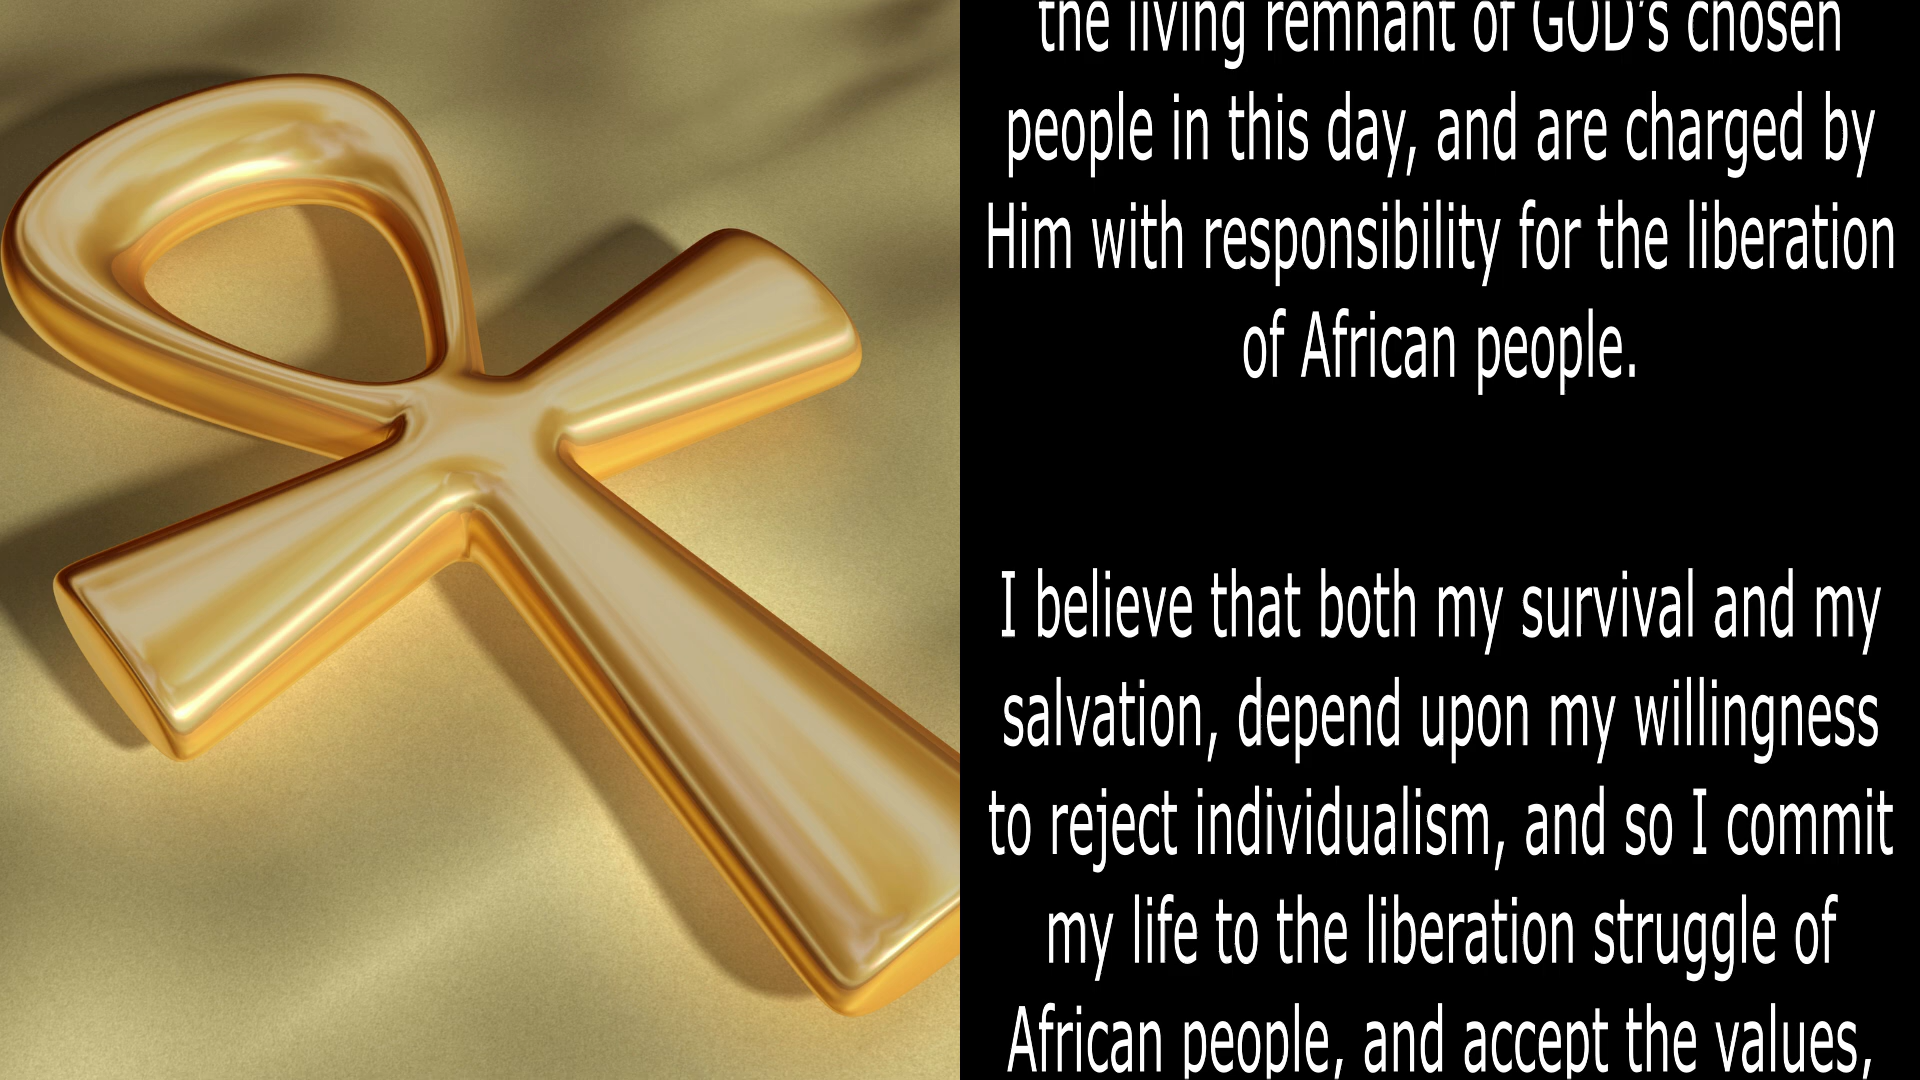 the living remnant of GOD's chosen
people in this day, and are charged by
Him with responsibility for the liberation
of African people.
I believe that both my survival and my
salvation, depend upon my willingness
to reject individualism, and so I commit
my life to the liberation struggle of
African people, and accept the values,